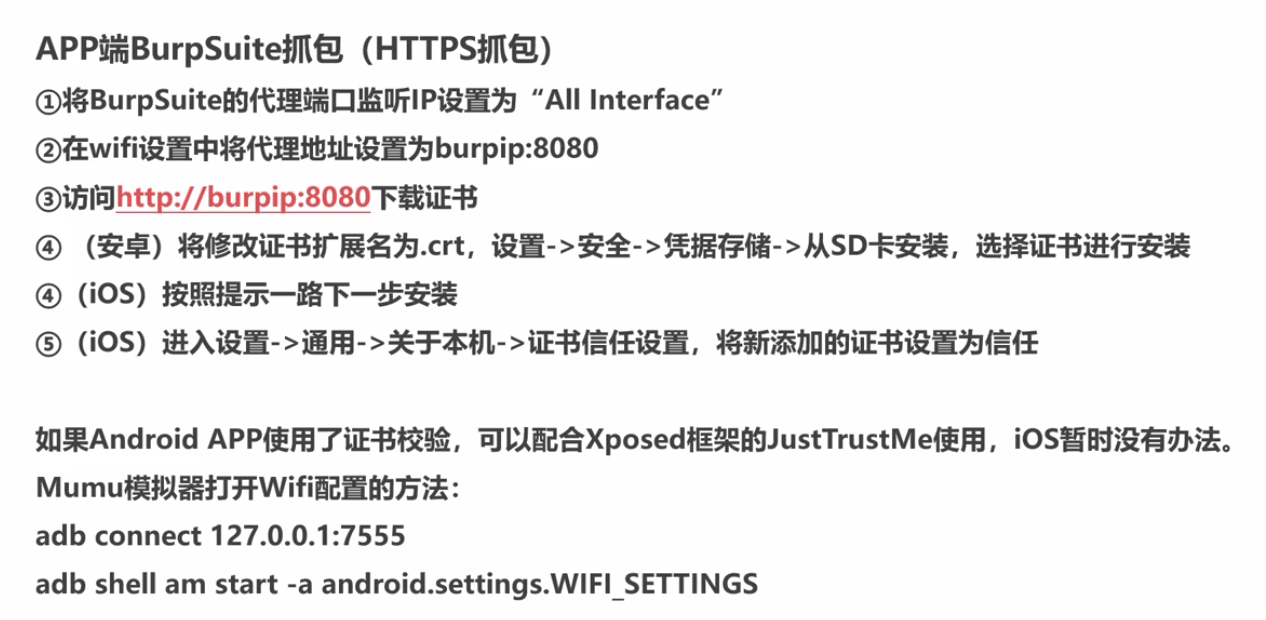 APP端BurpSuite抓包（HTTPS抓包）
①将BurpSuite的代理端口监听IP设置为“All Interface”
②在wifi设置中将代理地址设置为burpip:8080
③访问http://burpip:8080下载证书
④ （安卓）将修改证书扩展名为.crt，设置->安全->凭据存储->从SD卡安装，选择证书进行安装
④（iOS）按照提示一路下一步安装
⑤（iOS）进入设置->通用->关于本机->证书信任设置，将新添加的证书设置为信任
如果Android APP使用了证书校验，可以配合Xposed框架的JustTrustMe使用，iOS暂时没有办法。
Mumu模拟器打开Wifi配置的方法：
adb connect 127.0.0.1:7555
adb shell am start -a android.settings.WIFI_SETTINGS